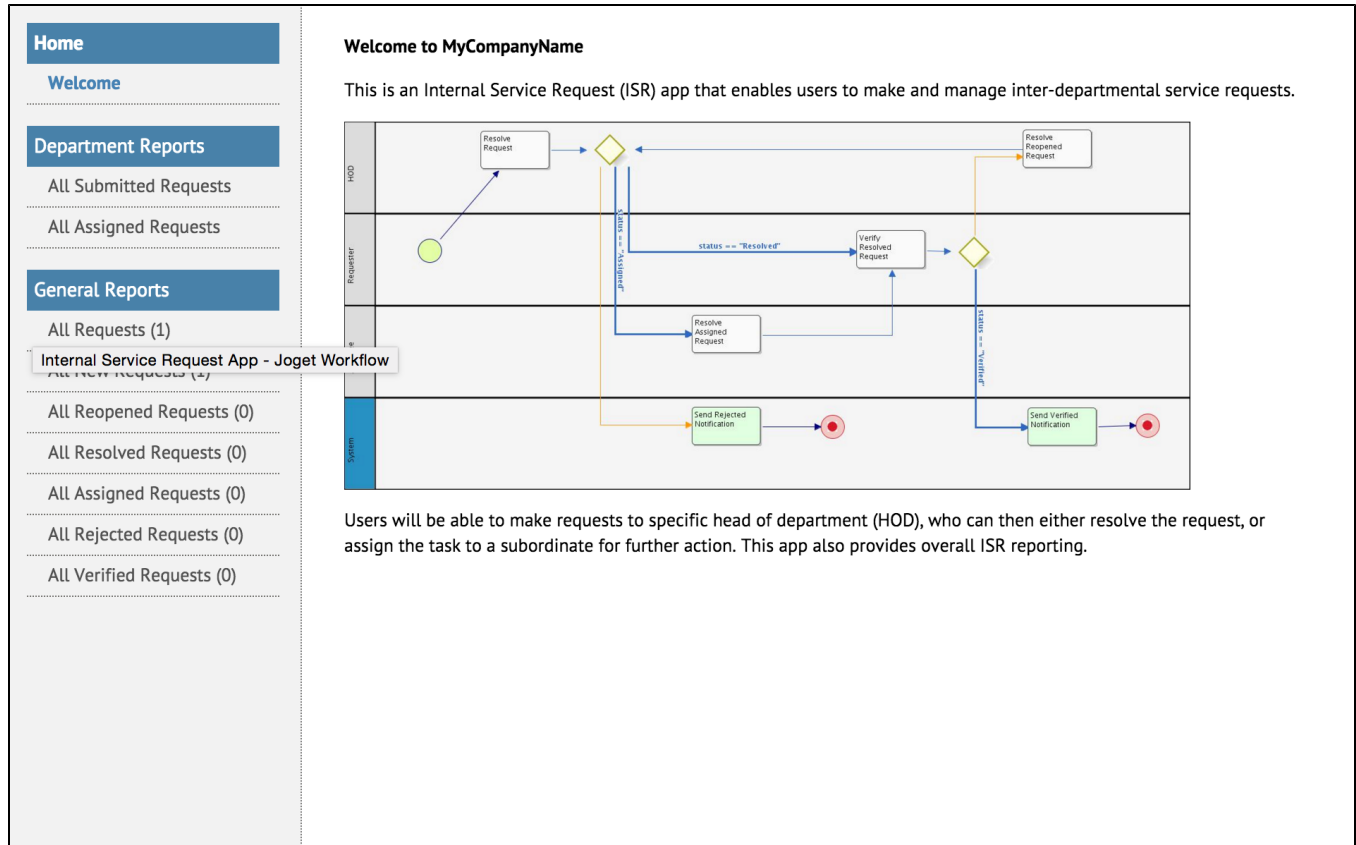 Home
Welcome
Department Reports
All Submitted Requests
All Assigned Requests
General Reports
All Requests (1)
Internal Service Request App - Joget Workflow
All New Requests (1)
All Reopened Requests (0)
All Resolved Requests (0)
All Assigned Requests (0)
All Rejected Requests (0)
All Verified Requests (0)
Welcome to MyCompanyName
This is an Internal Service Request (ISR) app that enables users to make and manage inter-departmental service requests.
HOD
Resolve
Request
Resolve
Reopened
Request
Requester
status == "Assigned"
status == "Resolved"
Verify
Resolved
Request
Resolve
Assigned
Request
status == "Verified"
System
Send Rejected
Notification
Send Verified
Notification
Users will be able to make requests to specific head of department (HOD), who can then either resolve the request, or
assign the task to a subordinate for further action. This app also provides overall ISR reporting.